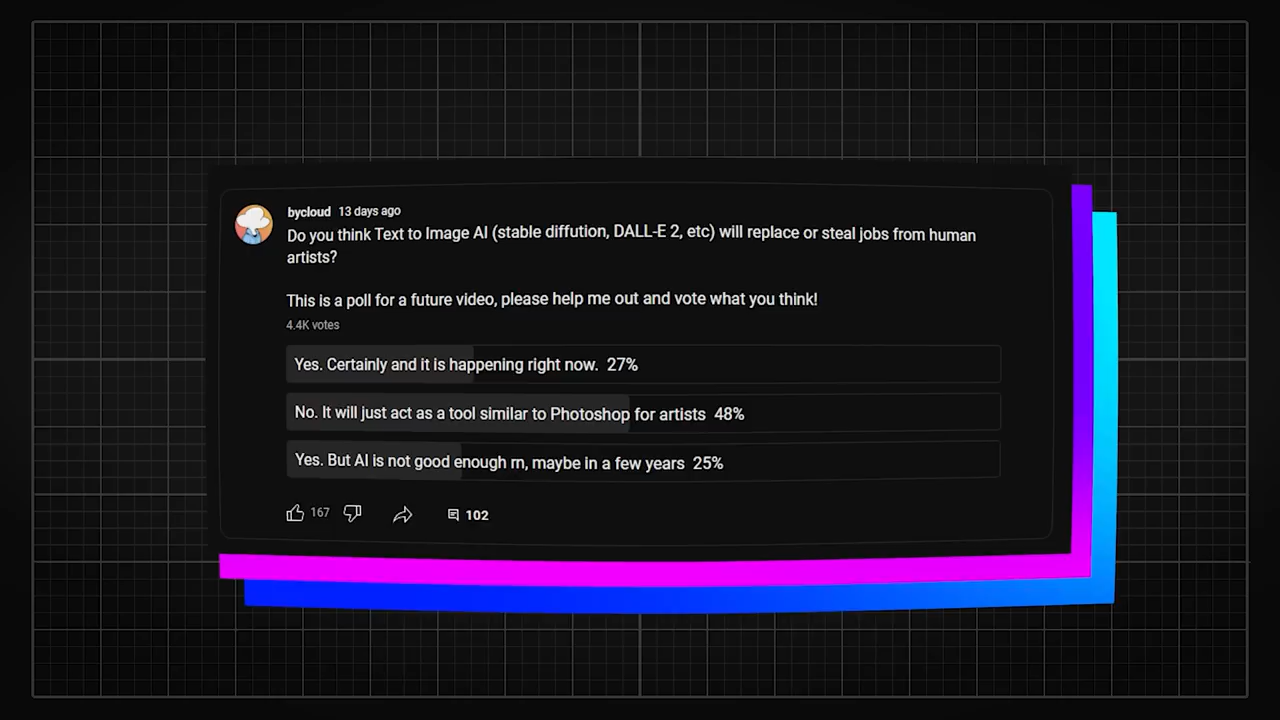 bycloud 13 days ago
Do you think Text to Image AI (stable diffution, DALL-E 2, etc) will replace or steal jobs from human
artists?
This is a poll for a future video, please help me out and vote what you think!
4.4K votes
Yes. Certainly and it is happening right now. 27%
No. It will just act as a tool similar to Photoshop for artists 48%
Yes. But AI is not good enough rn, maybe in a few years 25%
167 102